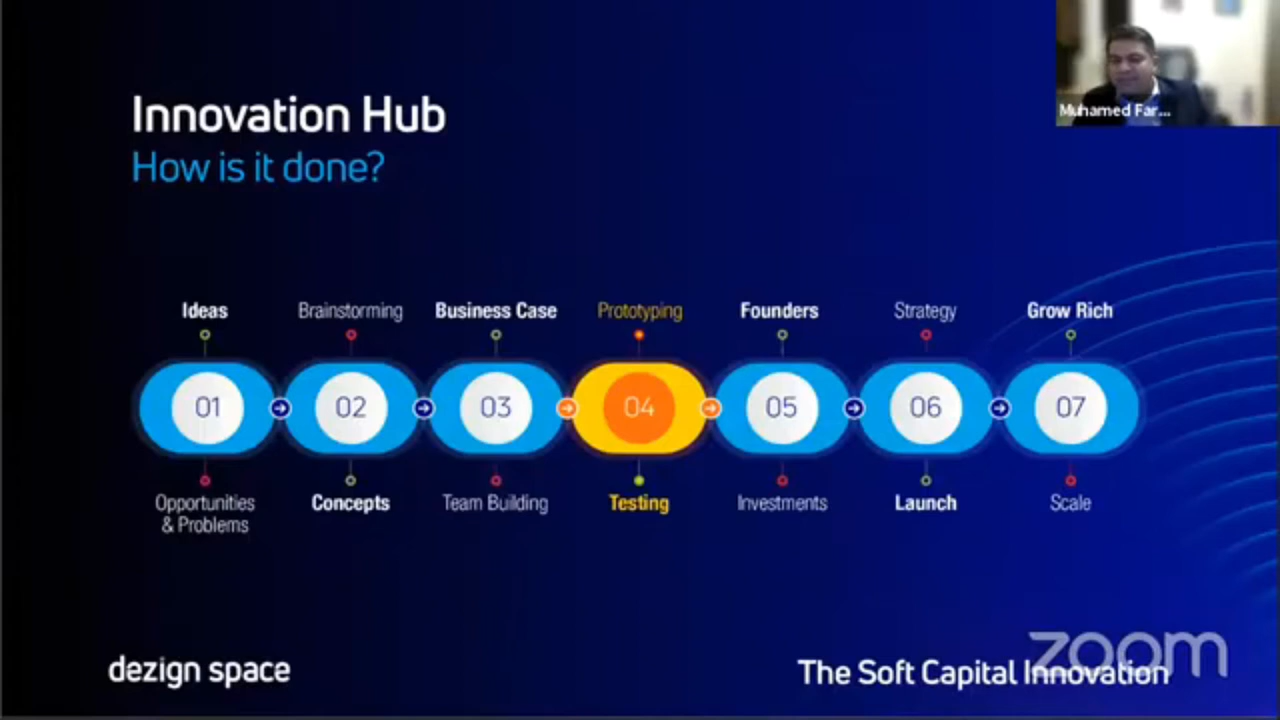 Innovation Hub
How is it done?
Muhamed Far...
Ideas
Brainstorming
Business Case
Prototyping
Founders
Strategy
Grow Rich
01
02
03
04
05
06
07
Opportunities
& Problems
Concepts
Team Building
Testing
Investments
Launch
Scale
dezign space
The Soft Capital Innovation
zoom